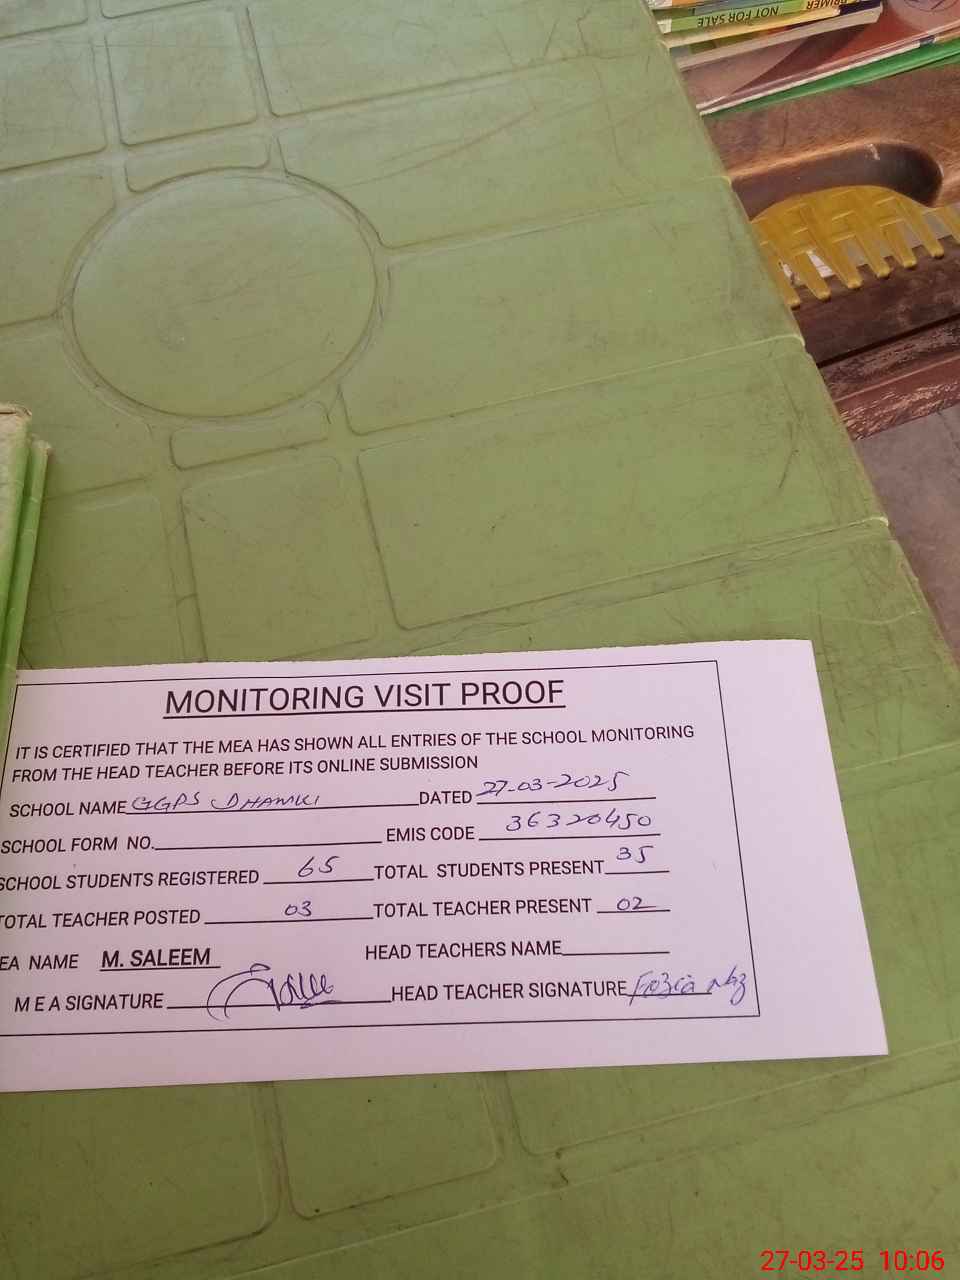 PRIMER
NOT FOR SALE
MONITORING VISIT PROOF
IT IS CERTIFIED THAT THE MEA HAS SHOWN ALL ENTRIES OF THE SCHOOL MONITORING
FROM THE HEAD TEACHER BEFORE ITS ONLINE SUBMISSION
SCHOOL NAME GGPS DHAMKI DATED 27-03-2025
SCHOOL FORM NO. EMIS CODE 36320450
SCHOOL STUDENTS REGISTERED 65 TOTAL STUDENTS PRESENT 35
TOTAL TEACHER POSTED 03 TOTAL TEACHER PRESENT 02
EA NAME M. SALEEM HEAD TEACHERS NAME
M E A SIGNATURE HEAD TEACHER SIGNATURE Fozia Naz
27-03-25 10:06